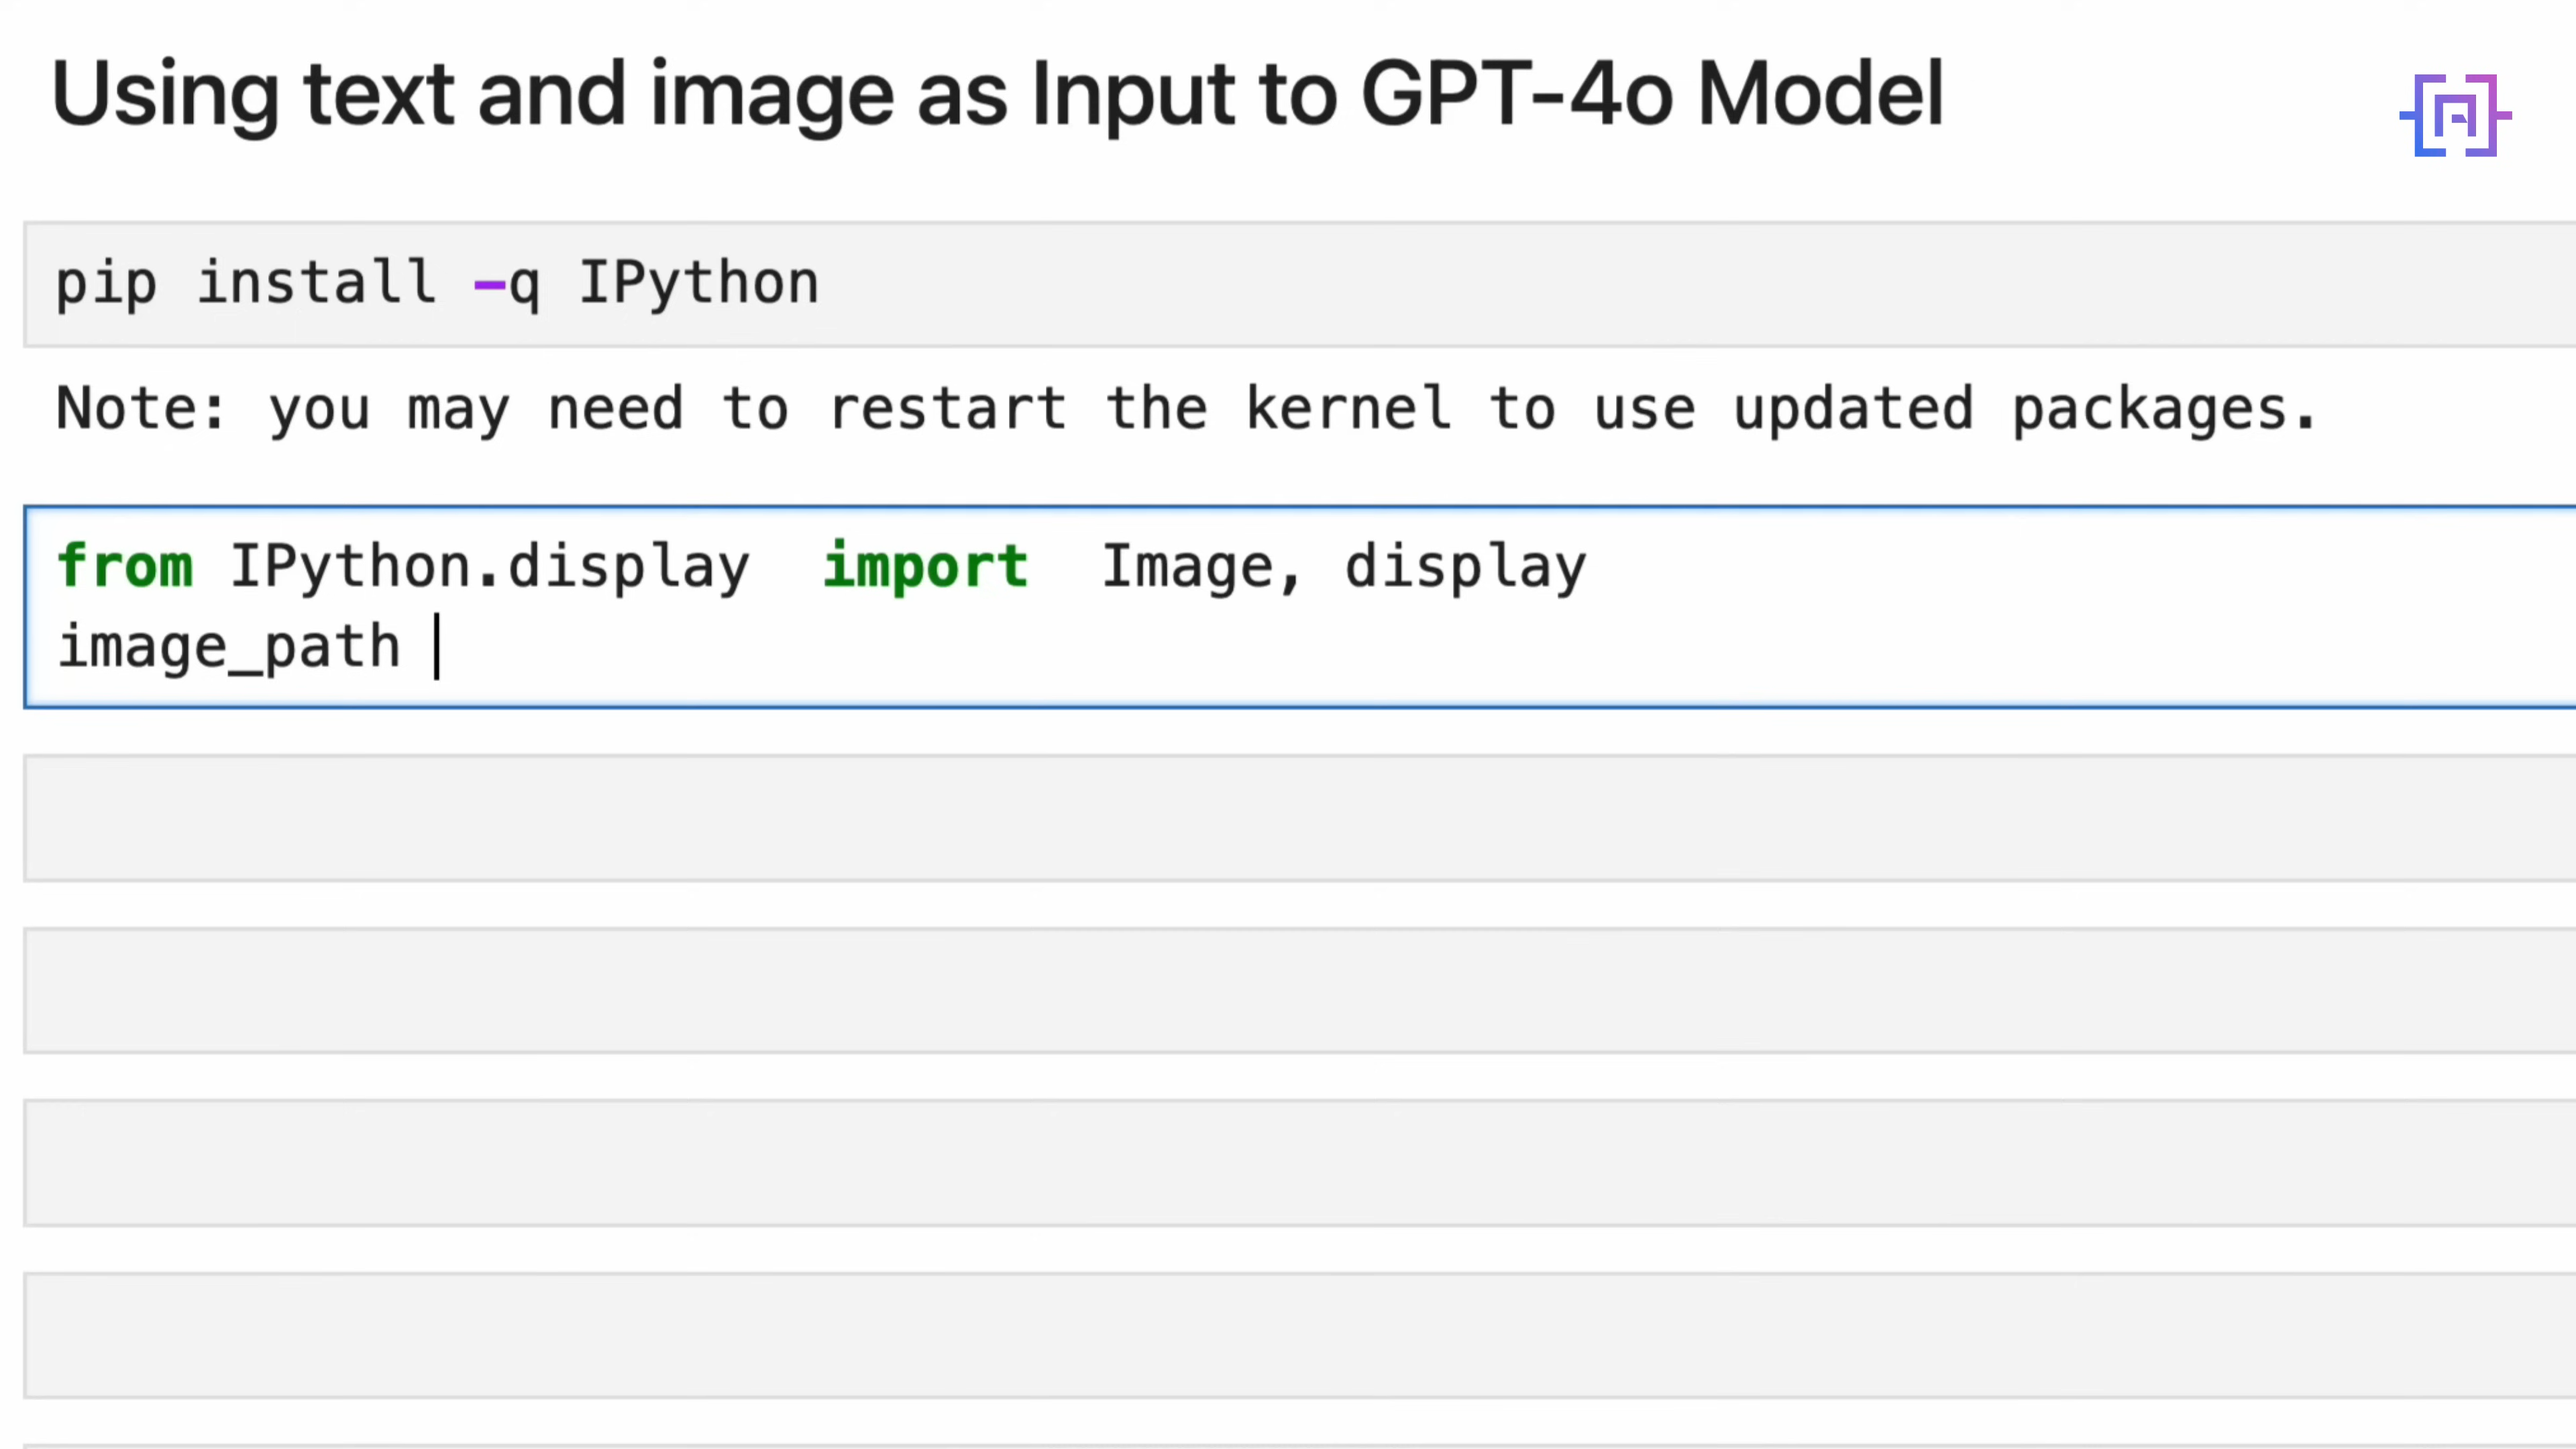 Using text and image as Input to GPT-4o Model
pip install -q IPython
Note: you may need to restart the kernel to use updated packages.
from IPython.display  import  Image, display
image_path